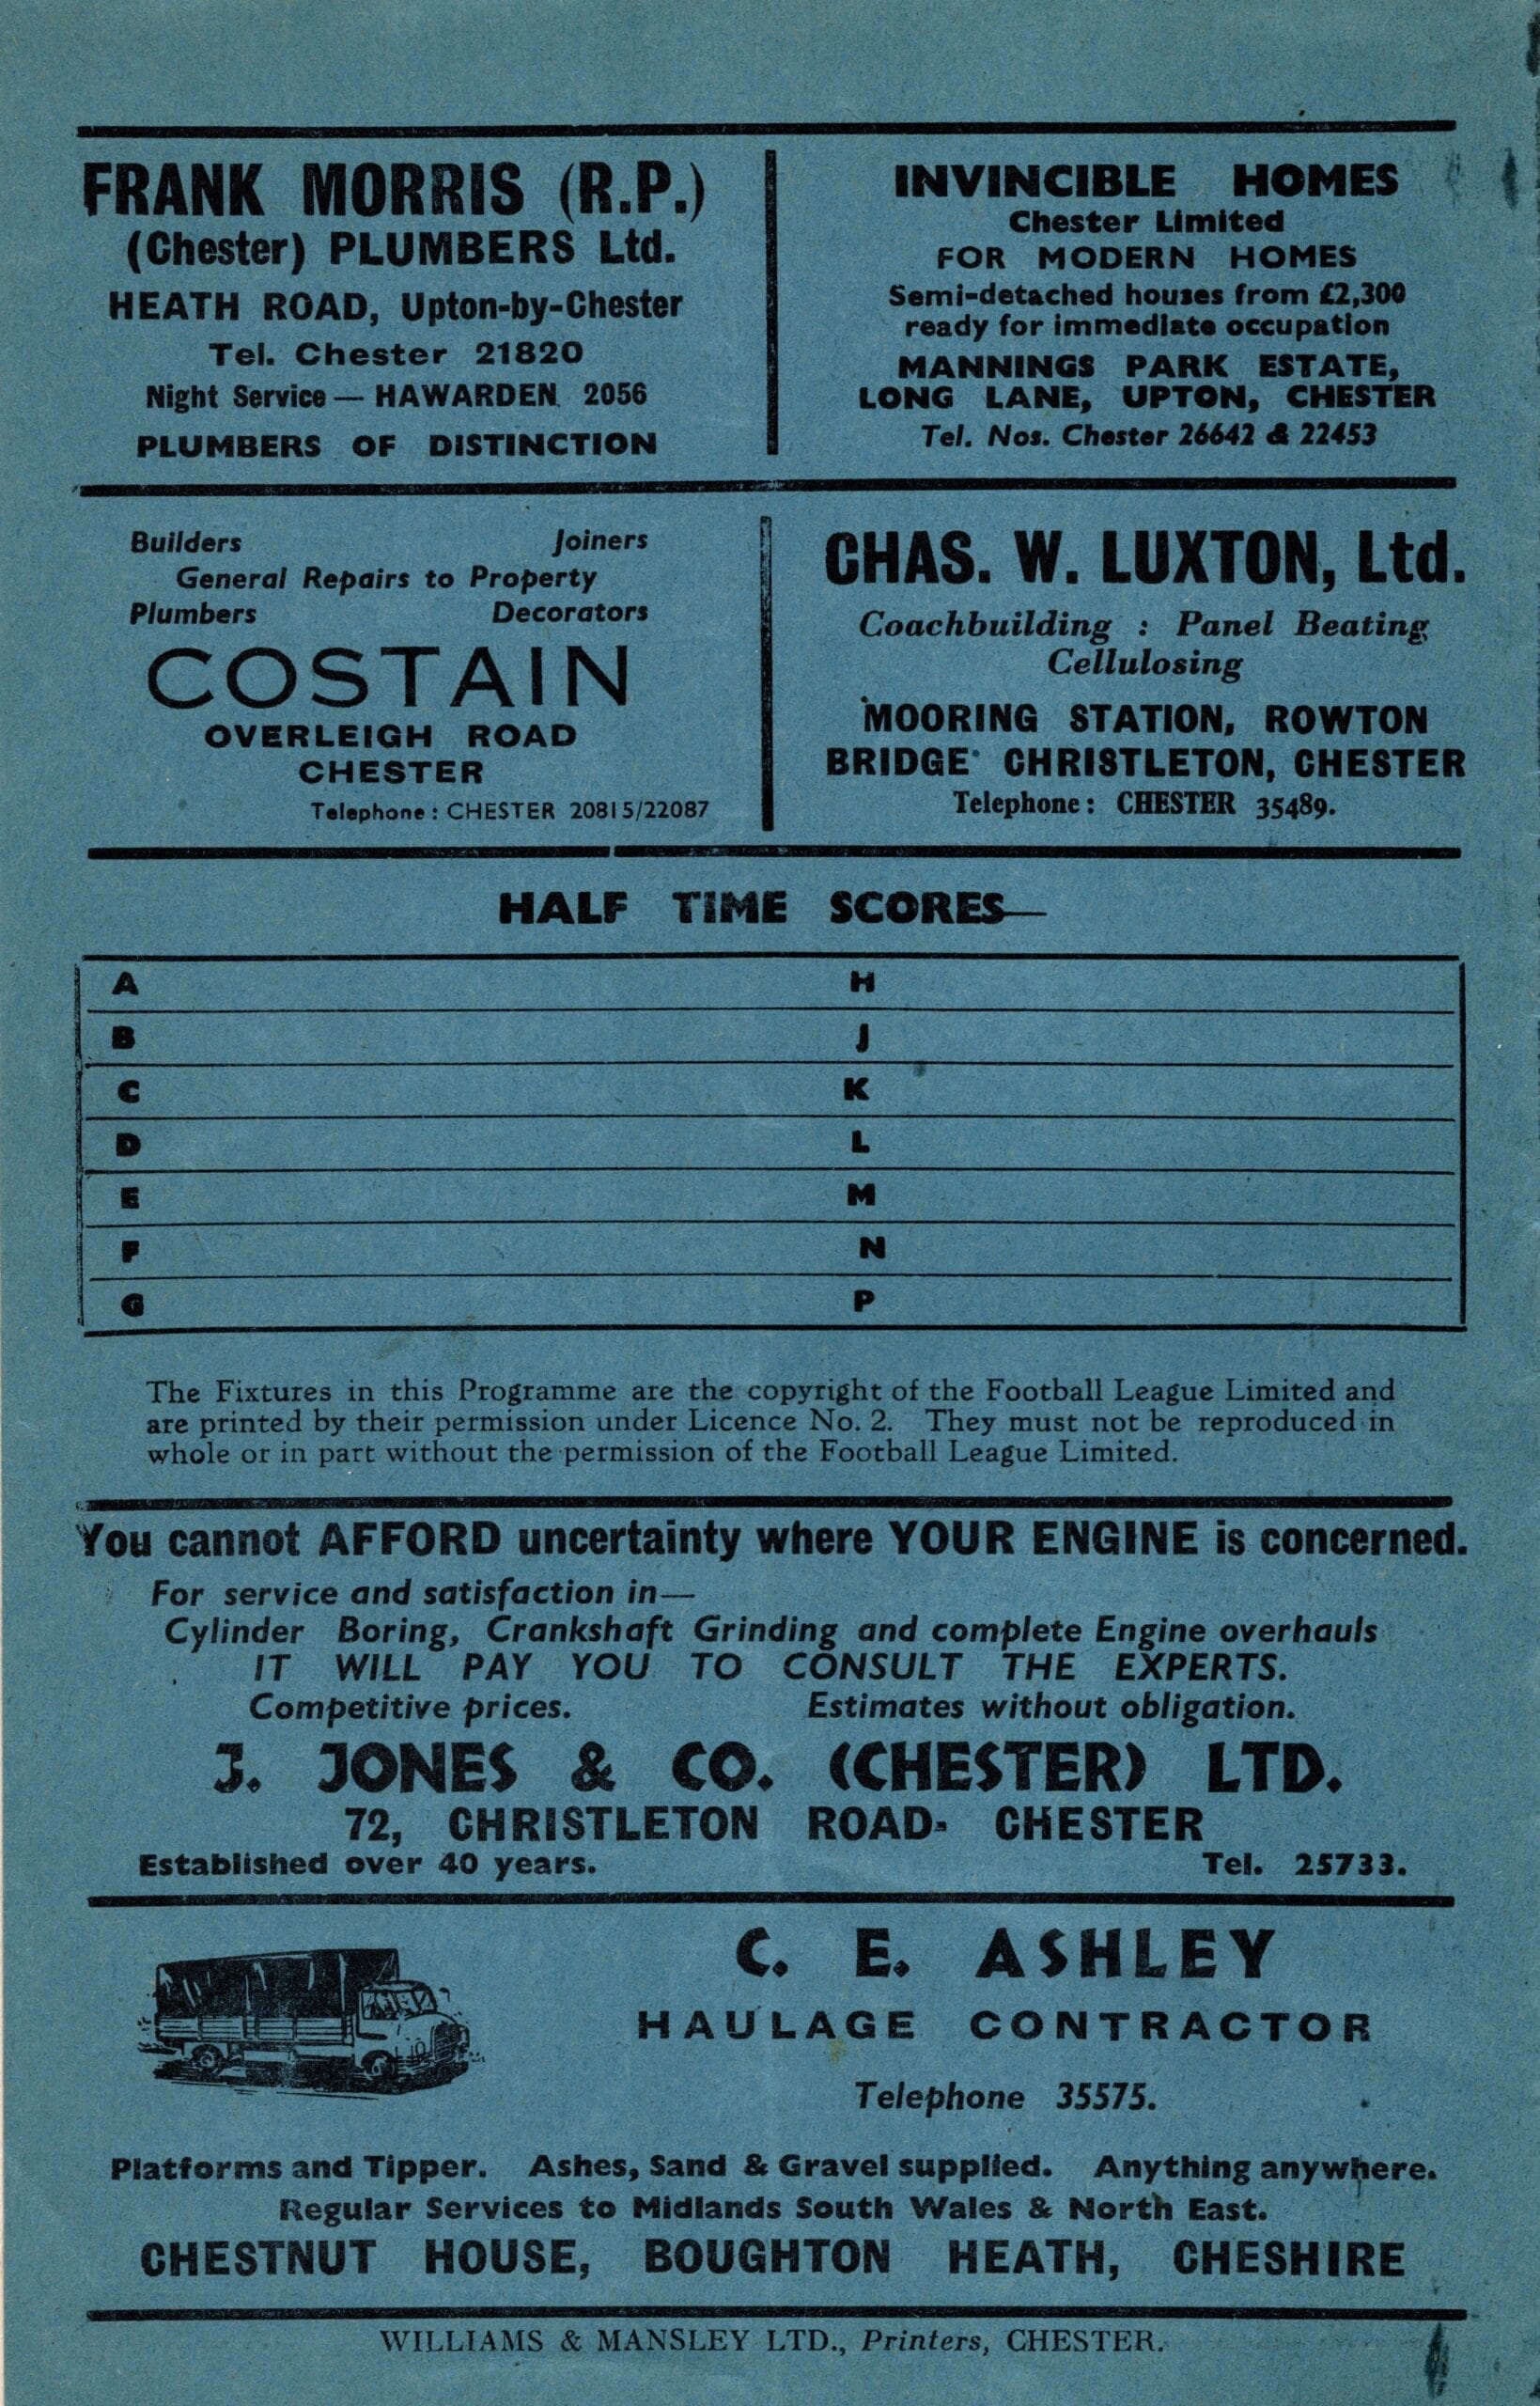 FRANK MORRIS (R.P.)
(Chester) PLUMBERS Ltd.
HEATH ROAD, Upton-by-Chester
Tel. Chester 21820
Night Service — HAWARDEN 2056
PLUMBERS OF DISTINCTION
INVINCIBLE HOMES
Chester Limited
FOR MODERN HOMES
Semi-detached houses from £2,300
ready for immediate occupation
MANNINGS PARK ESTATE,
LONG LANE, UPTON, CHESTER
Tel. Nos. Chester 26642 & 22453
Builders Joiners
General Repairs to Property
Plumbers Decorators
COSTAIN
OVERLEIGH ROAD
CHESTER
Telephone : CHESTER 20815/22087
CHAS. W. LUXTON, Ltd.
Coachbuilding : Panel Beating
Cellulosing
MOORING STATION, ROWTON
BRIDGE CHRISTLETON, CHESTER
Telephone : CHESTER 35489.
HALF TIME SCORES—
A H
B J
C K
D L
E M
F N
G P
The Fixtures in this Programme are the copyright of the Football League Limited and
are printed by their permission under Licence No. 2. They must not be reproduced in
whole or in part without the permission of the Football League Limited.
You cannot AFFORD uncertainty where YOUR ENGINE is concerned.
For service and satisfaction in—
Cylinder Boring, Crankshaft Grinding and complete Engine overhauls
IT WILL PAY YOU TO CONSULT THE EXPERTS.
Competitive prices. Estimates without obligation.
J. JONES & CO. (CHESTER) LTD.
72, CHRISTLETON ROAD- CHESTER
Established over 40 years. Tel. 25733.
C. E. ASHLEY
HAULAGE CONTRACTOR
Telephone 35575.
Platforms and Tipper. Ashes, Sand & Gravel supplied. Anything anywhere.
Regular Services to Midlands South Wales & North East.
CHESTNUT HOUSE, BOUGHTON HEATH, CHESHIRE
WILLIAMS & MANSLEY LTD., Printers, CHESTER.